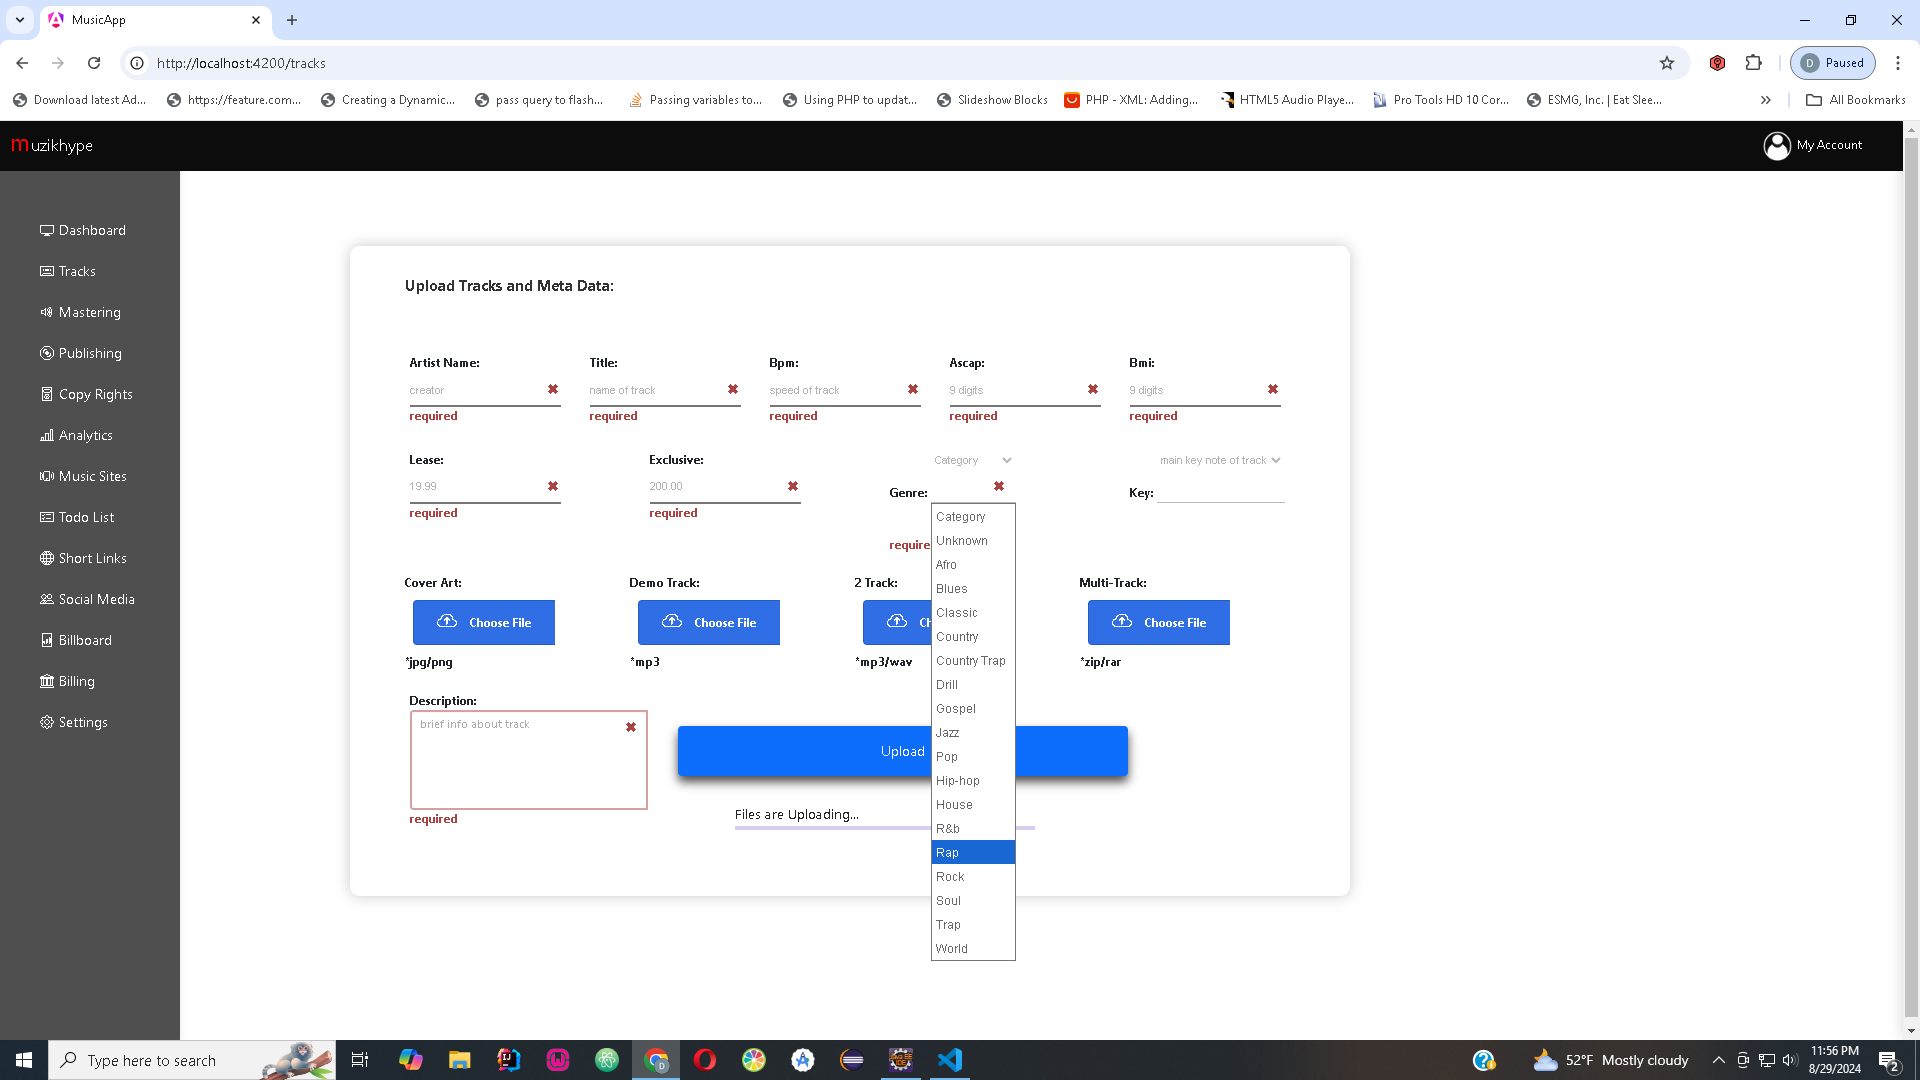 MusicApp
http://localhost:4200/tracks
D Paused
Download latest Ad...
https://feature.com...
Creating a Dynamic...
pass query to flash...
Passing variables to...
Using PHP to updat...
Slideshow Blocks
PHP - XML: Adding...
HTML5 Audio Playe...
Pro Tools HD 10 Cor...
ESMG, Inc. | Eat Slee...
All Bookmarks
muzikhype
My Account
Dashboard
Tracks
Mastering
Publishing
Copy Rights
Analytics
Music Sites
Todo List
Short Links
Social Media
Billboard
Billing
Settings
Upload Tracks and Meta Data:
Artist Name: Title: Bpm: Ascap: Bmi:
creator name of track speed of track 9 digits 9 digits
required required required required required
Lease: Exclusive: Category main key note of track
19.99 200.00
Genre: Key:
required required
require
Category
Unknown
Afro
Blues
Classic
Country
Country Trap
Drill
Gospel
Jazz
Pop
Hip-hop
House
R&b
Rap
Rock
Soul
Trap
World
Cover Art: Demo Track: 2 Track: Multi-Track:
Choose File Choose File Ch Choose File
*jpg/png *mp3 *mp3/wav *zip/rar
Description:
brief info about track
required
Upload
Files are Uploading...
Type here to search
52°F Mostly cloudy
11:56 PM
8/29/2024
2